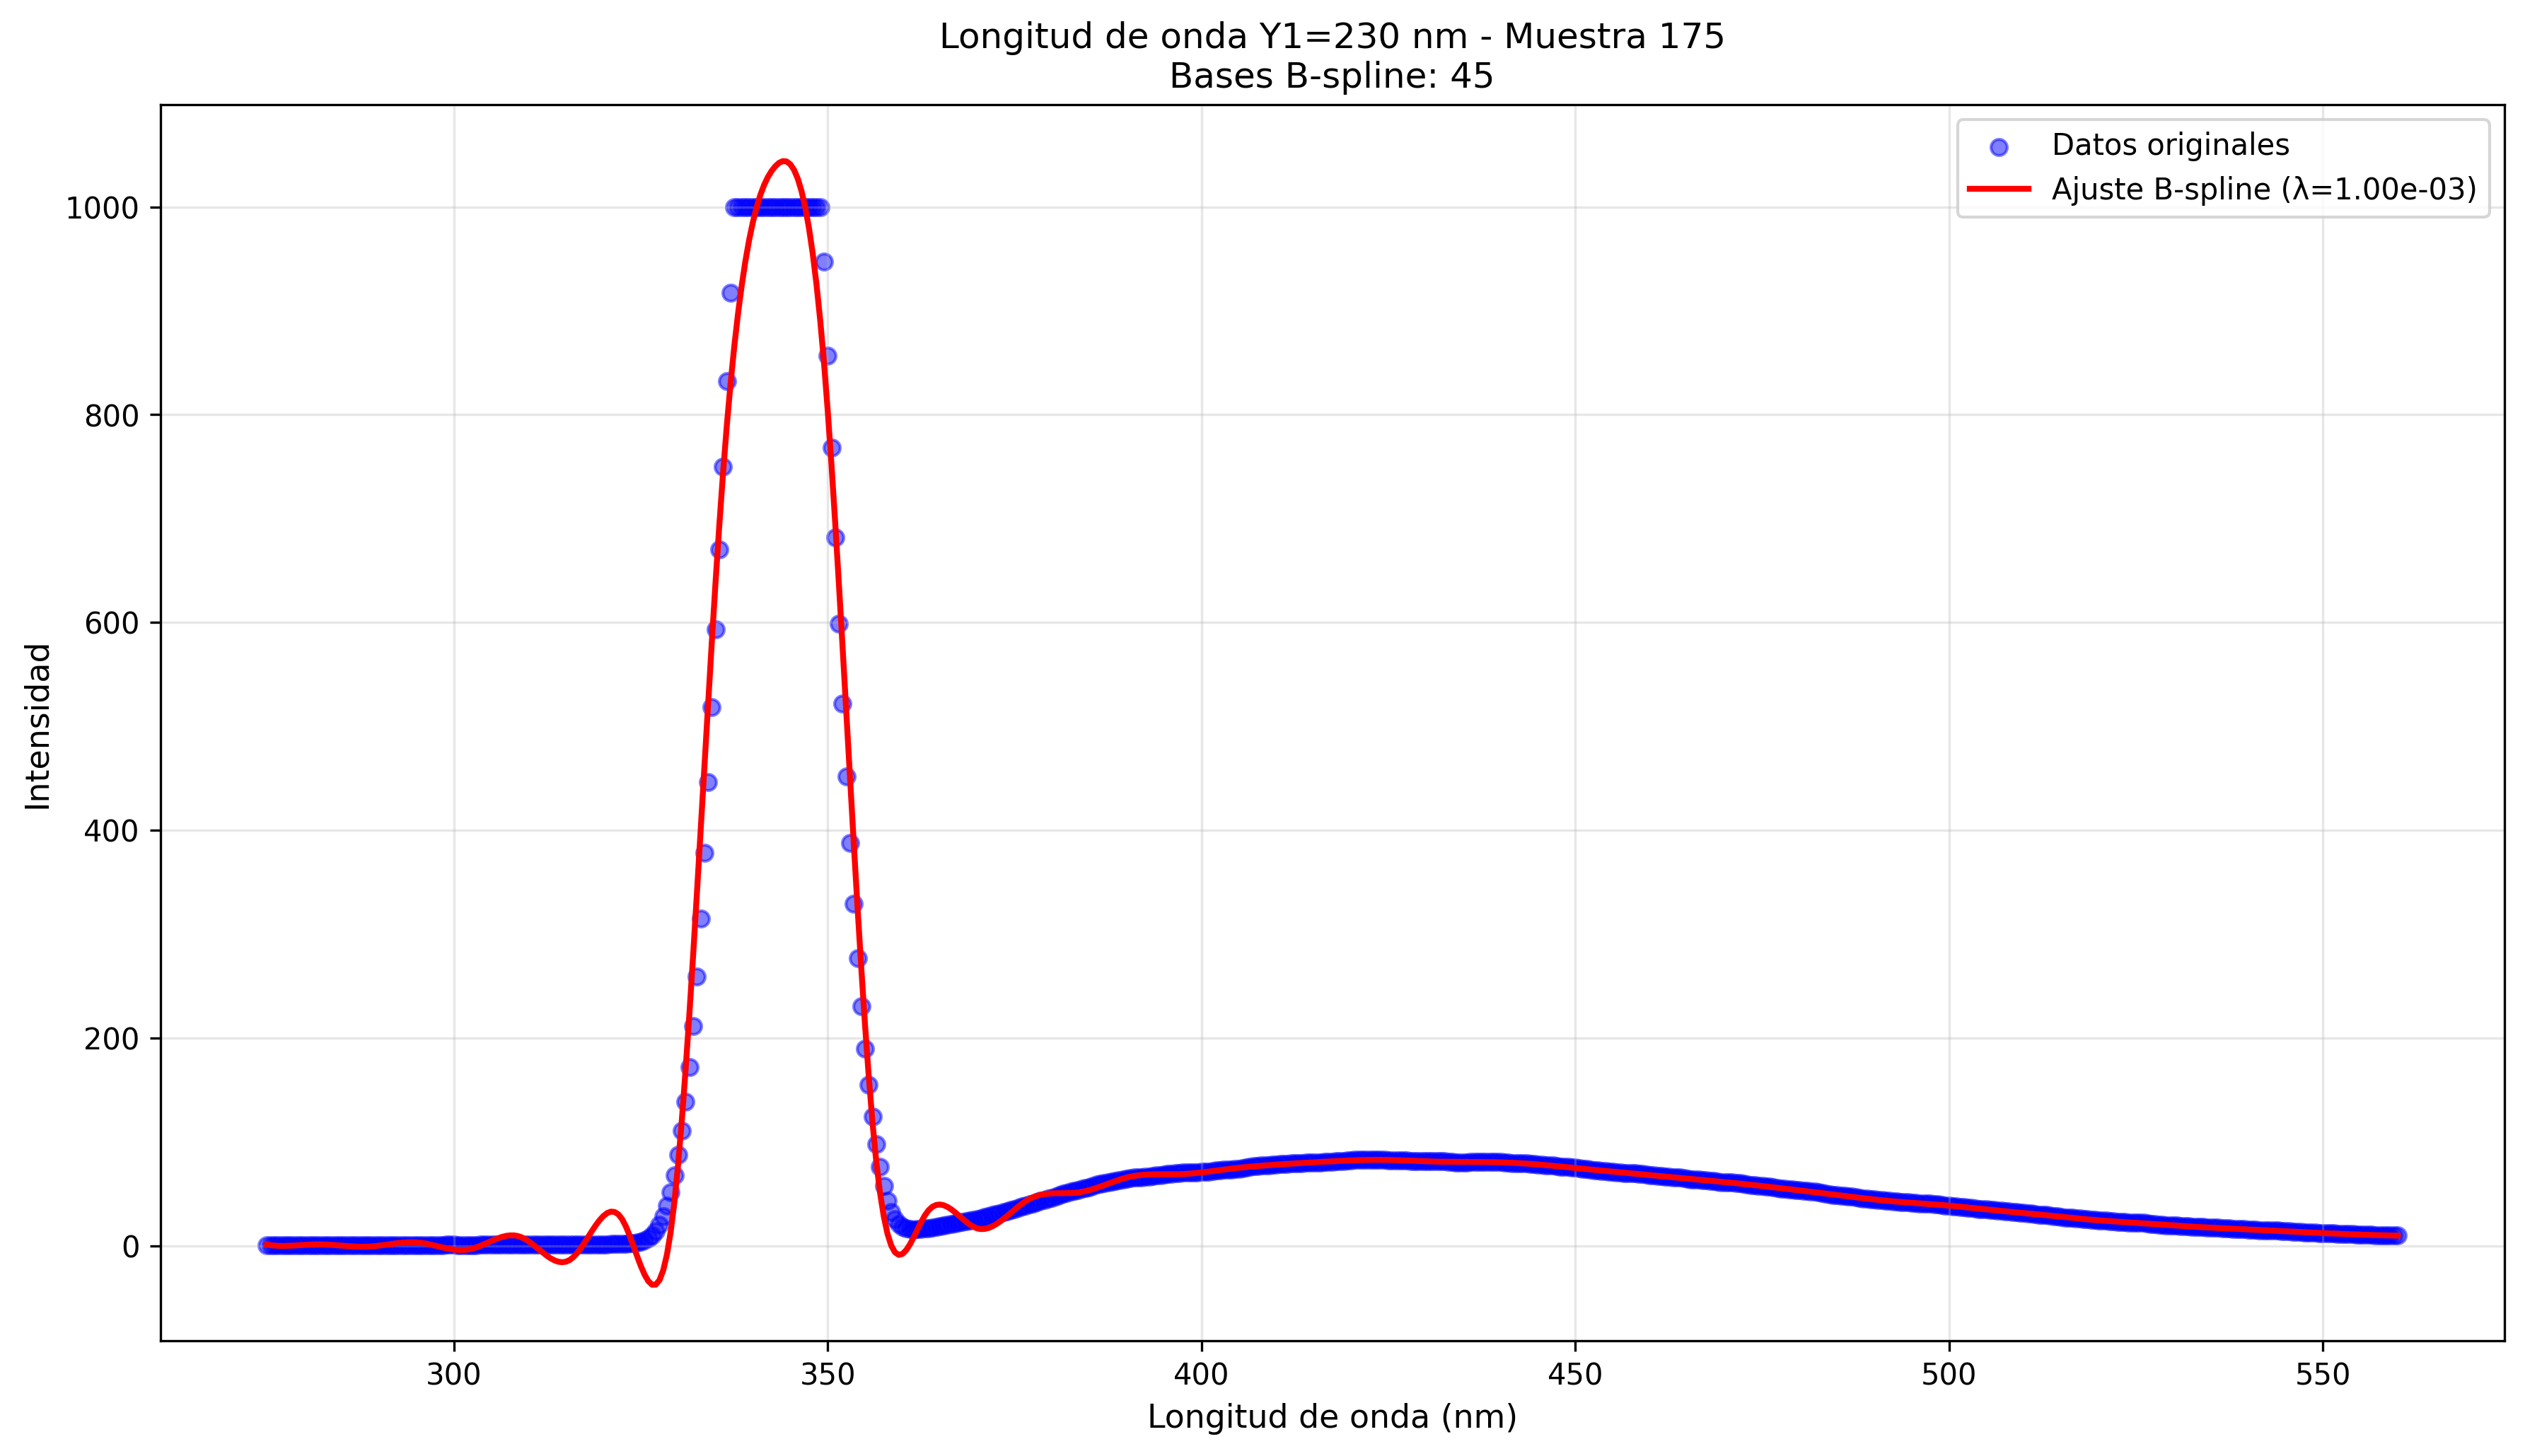 Longitud de onda Y1=230 nm - Muestra 175
Bases B-spline: 45
Datos originales
Ajuste B-spline (λ=1.00e-03)
Intensidad
1000
800
600
400
200
0
300
350
400
450
500
550
Longitud de onda (nm)